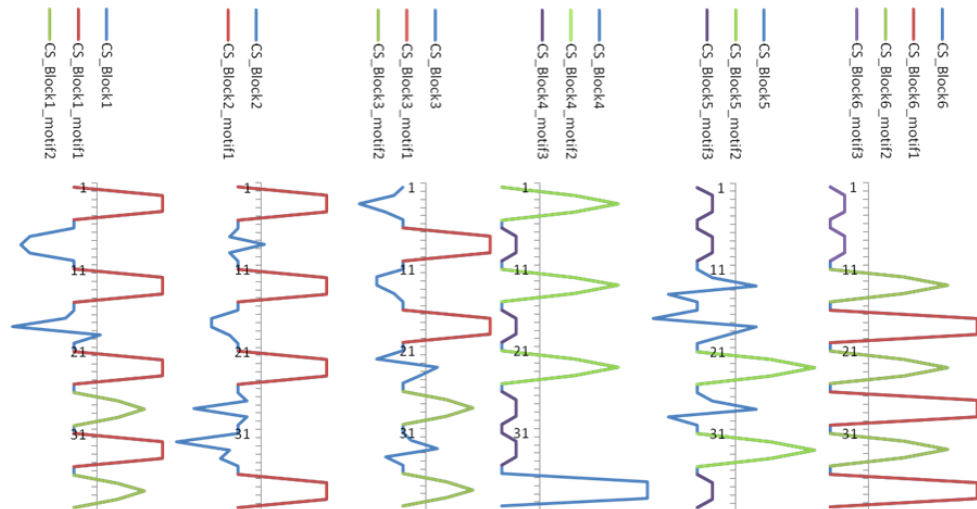 CS_Block1
CS_Block1_motif1
CS_Block1_motif2
CS_Block2
CS_Block2_motif1
CS_Block3
CS_Block3_motif1
CS_Block3_motif2
CS_Block4
CS_Block4_motif2
CS_Block4_motif3
CS_Block5
CS_Block5_motif2
CS_Block5_motif3
CS_Block6
CS_Block6_motif1
CS_Block6_motif2
CS_Block6_motif3
1
11
21
31
1
11
21
31
1
11
21
31
1
11
21
31
1
11
21
31
1
11
21
31